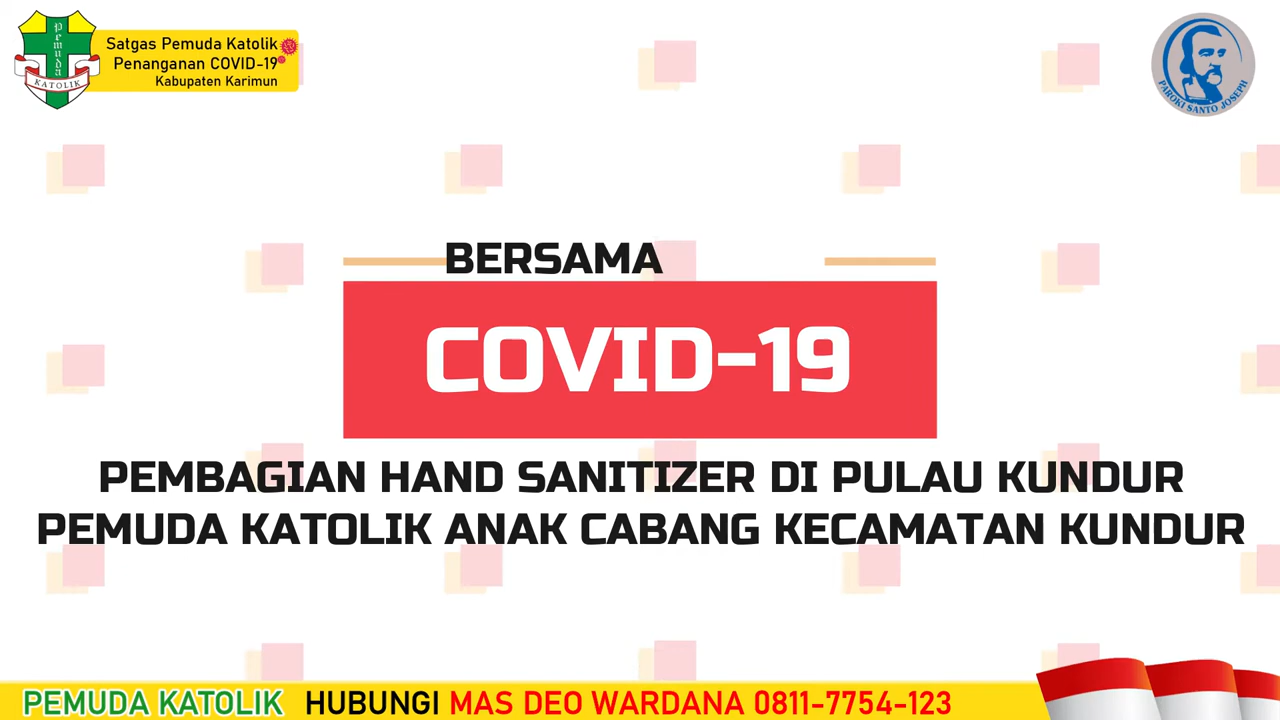 Pemuda
KATOLIK
Satgas Pemuda Katolik
Penanganan COVID-19
Kabupaten Karimun
PAROKI SANTO JOSEPH
BERSAMA
COVID-19
PEMBAGIAN HAND SANITIZER DI PULAU KUNDUR
PEMUDA KATOLIK ANAK CABANG KECAMATAN KUNDUR
PEMUDA KATOLIK HUBUNGI MAS DEO WARDANA 0811-7754-123